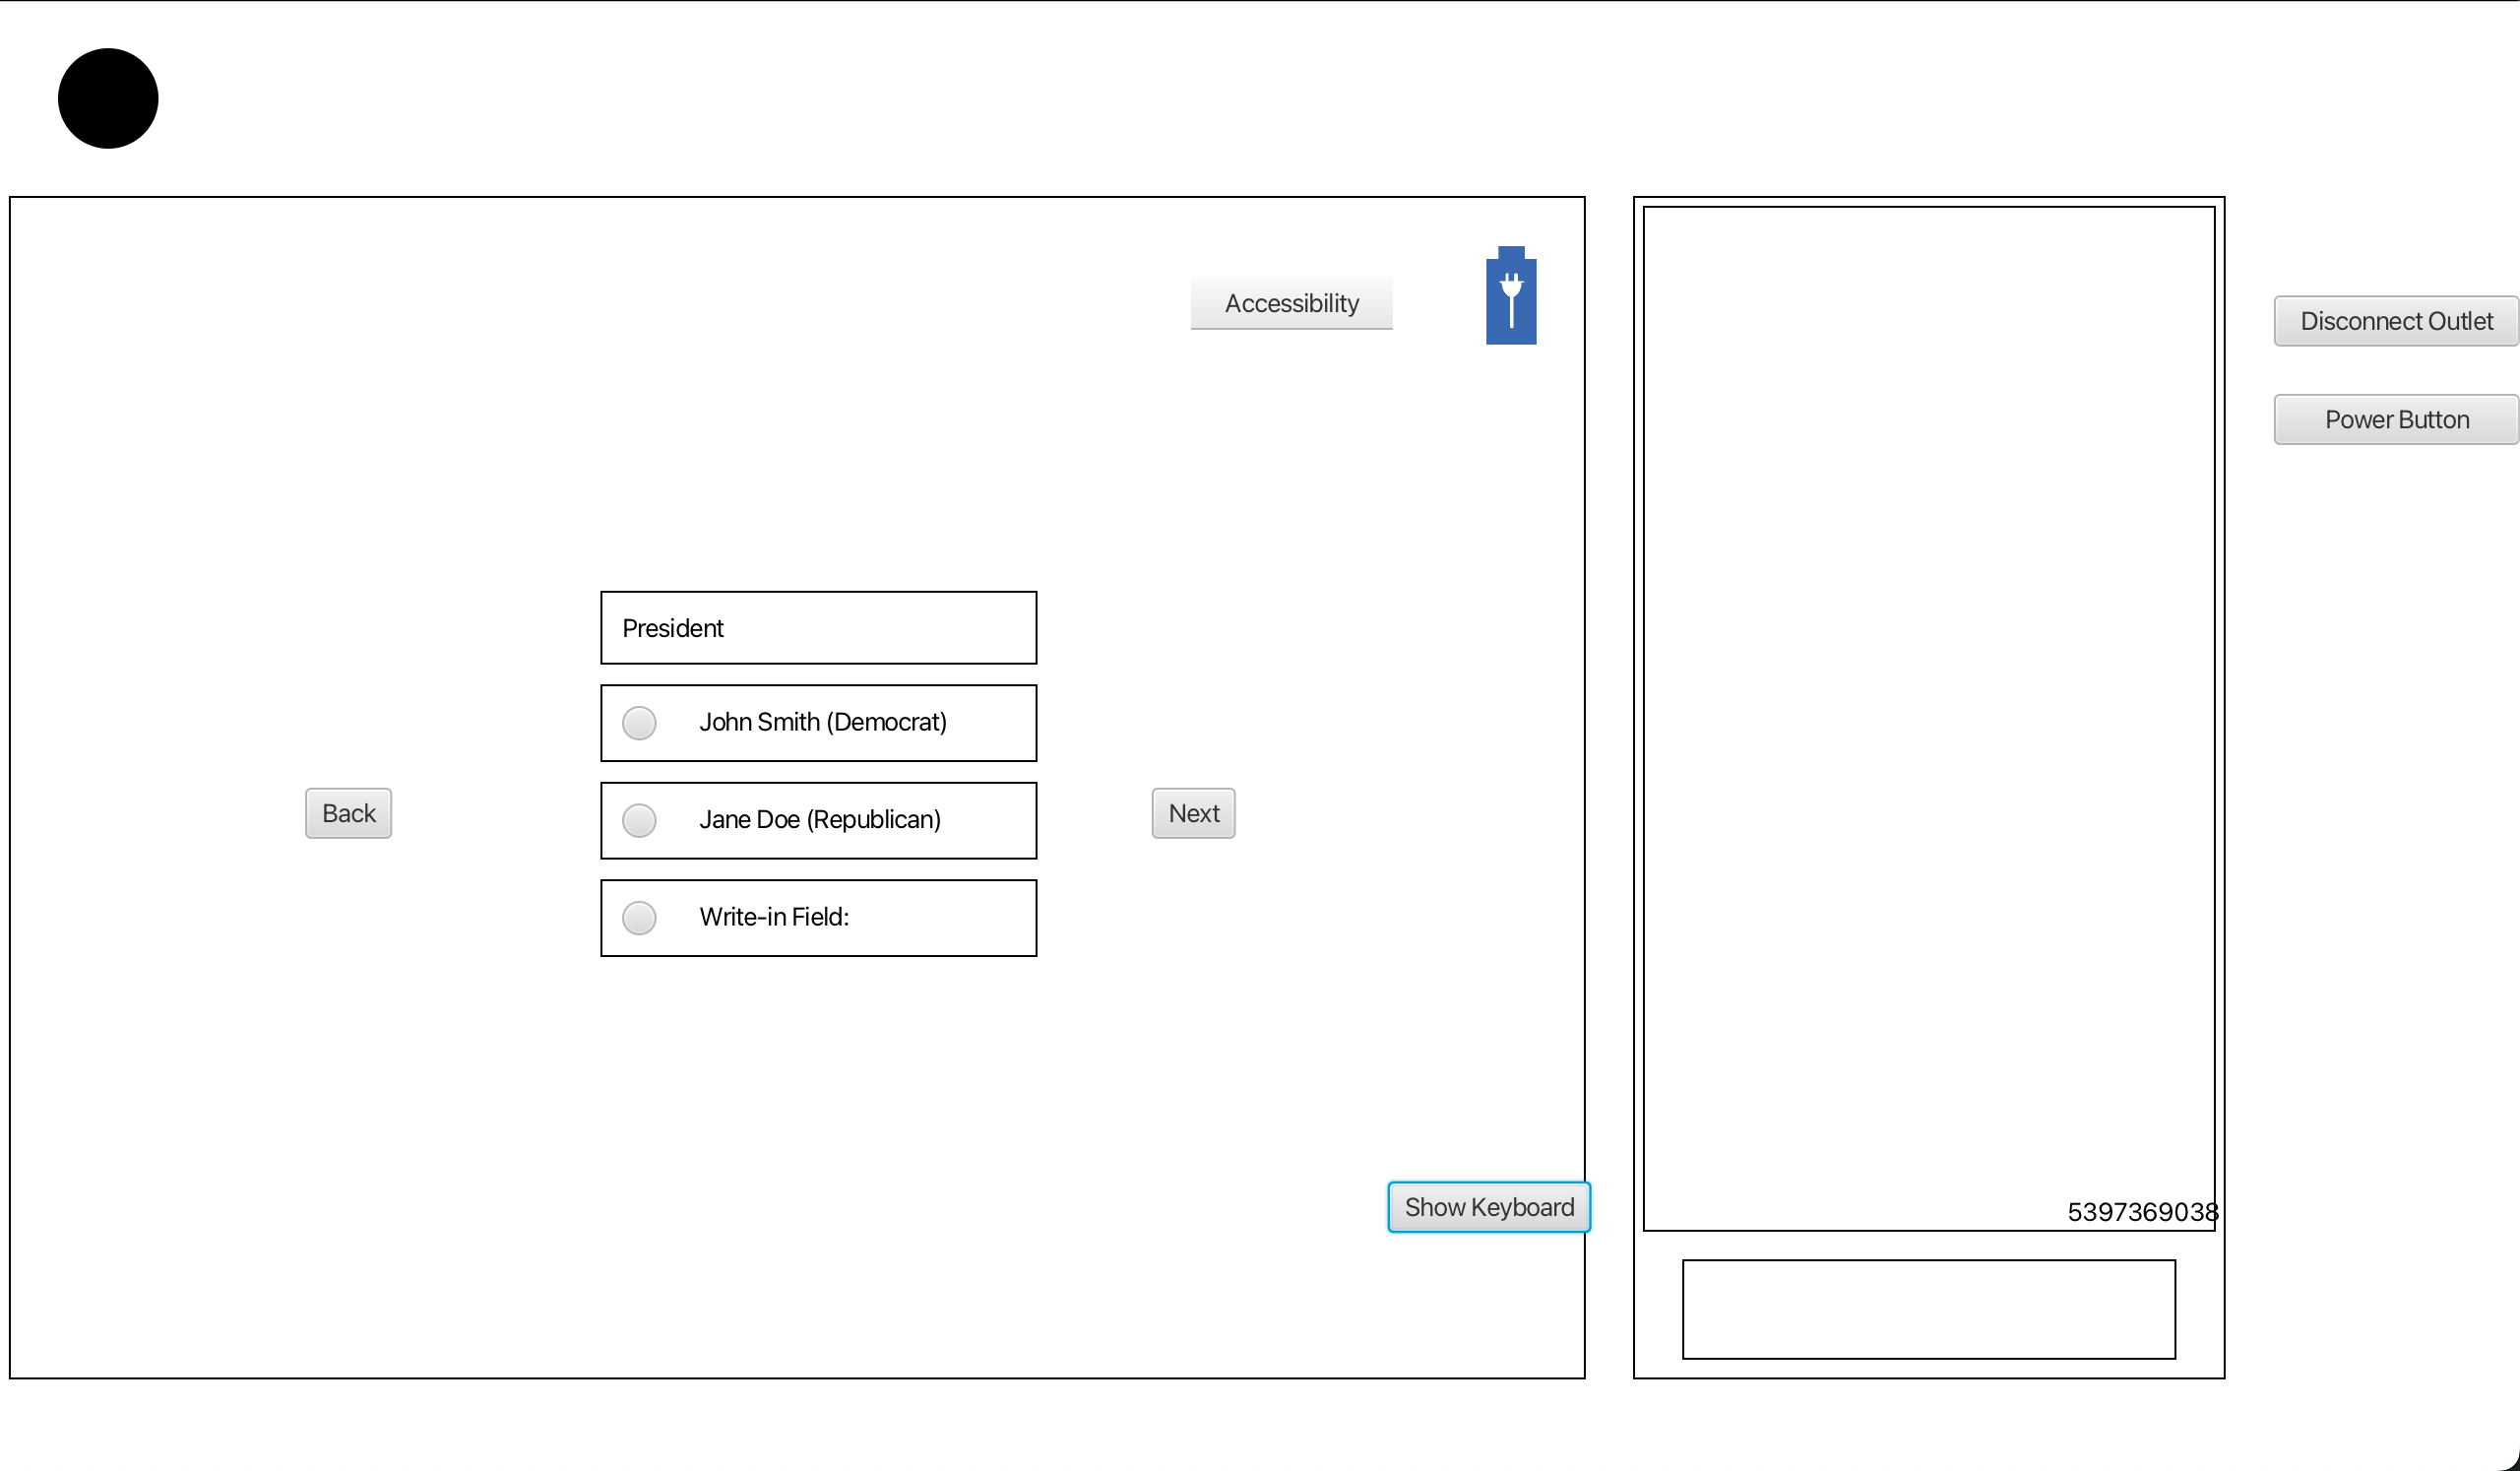 Accessibility
Disconnect Outlet
Power Button
President
John Smith (Democrat)
Jane Doe (Republican)
Back
Next
Write-in Field:
Show Keyboard
5397369038